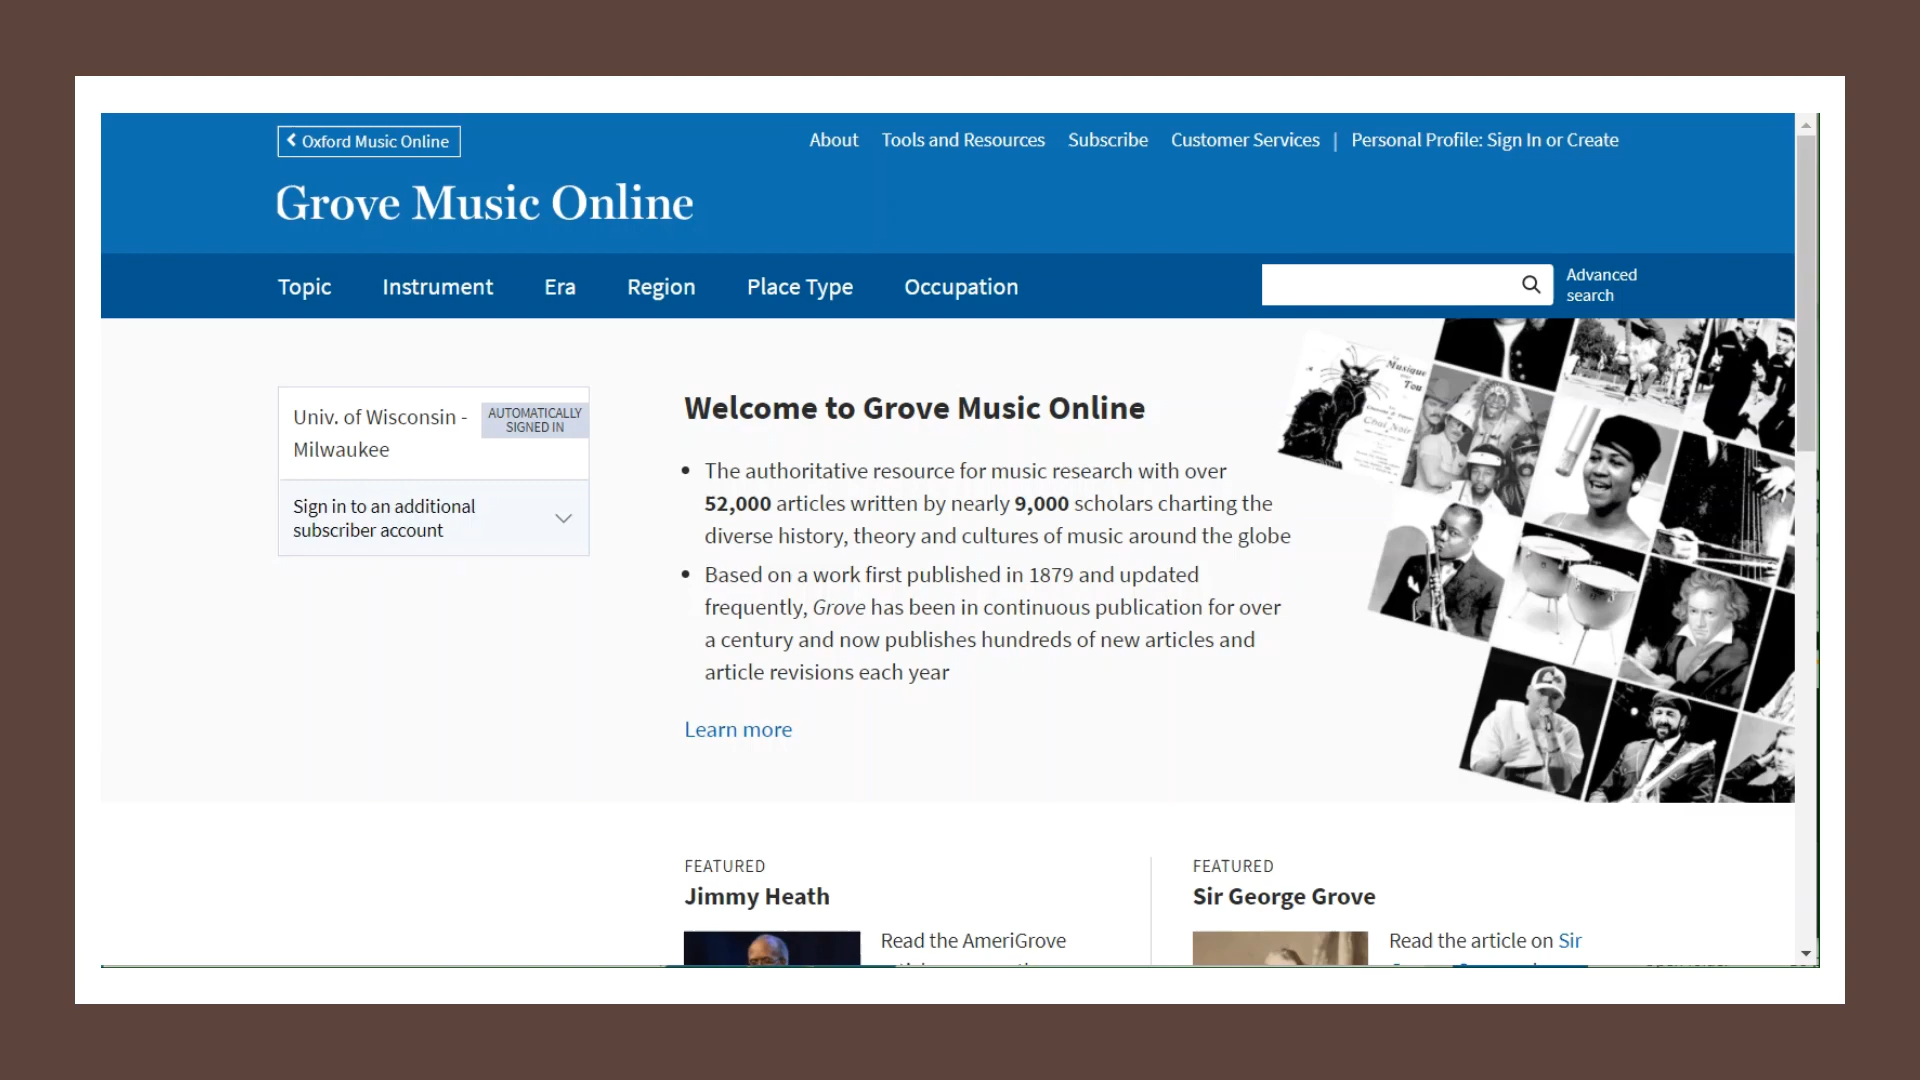 Oxford Music Online
About
Tools and Resources
Subscribe
Customer Services |
Personal Profile: Sign In or Create
Grove Music Online
Topic
Instrument
Era
Region
Place Type
Occupation
Advanced
search
Univ. of Wisconsin -
Milwaukee
AUTOMATICALLY
SIGNED IN
Sign in to an additional
subscriber account
Welcome to Grove Music Online
• The authoritative resource for music research with over
52,000 articles written by nearly 9,000 scholars charting the
diverse history, theory and cultures of music around the globe
• Based on a work first published in 1879 and updated
frequently, Grove has been in continuous publication for over
a century and now publishes hundreds of new articles and
article revisions each year
Learn more
Musique
Tou
Chat Noir
FEATURED
Jimmy Heath
Read the AmeriGrove
FEATURED
Sir George Grove
Read the article on Sir